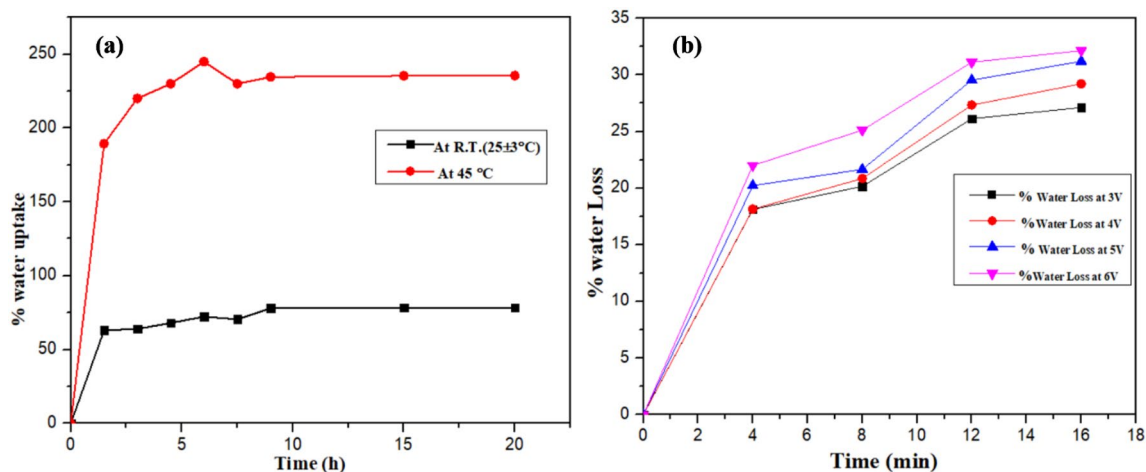 (a)
% water uptake
250
200
150
100
50
0
At R.T.(25±3°C)
At 45 °C
0 5 10 15 20
Time (h)
(b)
% water Loss
35
30
25
20
15
10
5
0
% Water Loss at 3V
%Water Loss at 4V
% Water Loss at 5V
%Water Loss at 6V
0 2 4 6 8 10 12 14 16 18
Time (min)